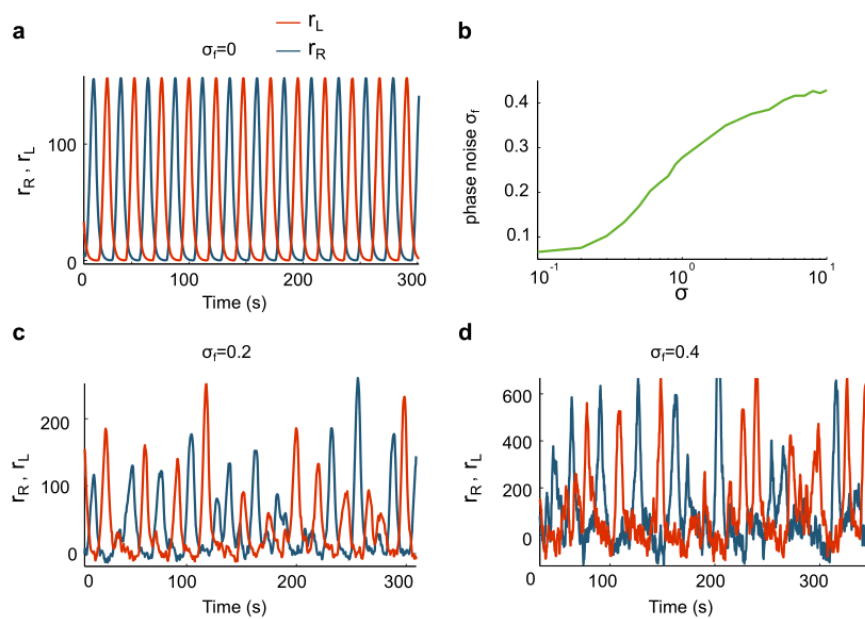 a
r_L
r_R
σ_f=0
100
0
r_R , r_L
0
100
200
300
Time (s)
b
0.4
0.3
0.2
0.1
phase noise σ_f
10^-1
10^0
10^1
σ
c
σ_f=0.2
200
100
0
r_R , r_L
0
100
200
300
Time (s)
d
σ_f=0.4
600
400
200
0
r_R , r_L
100
200
300
Time (s)